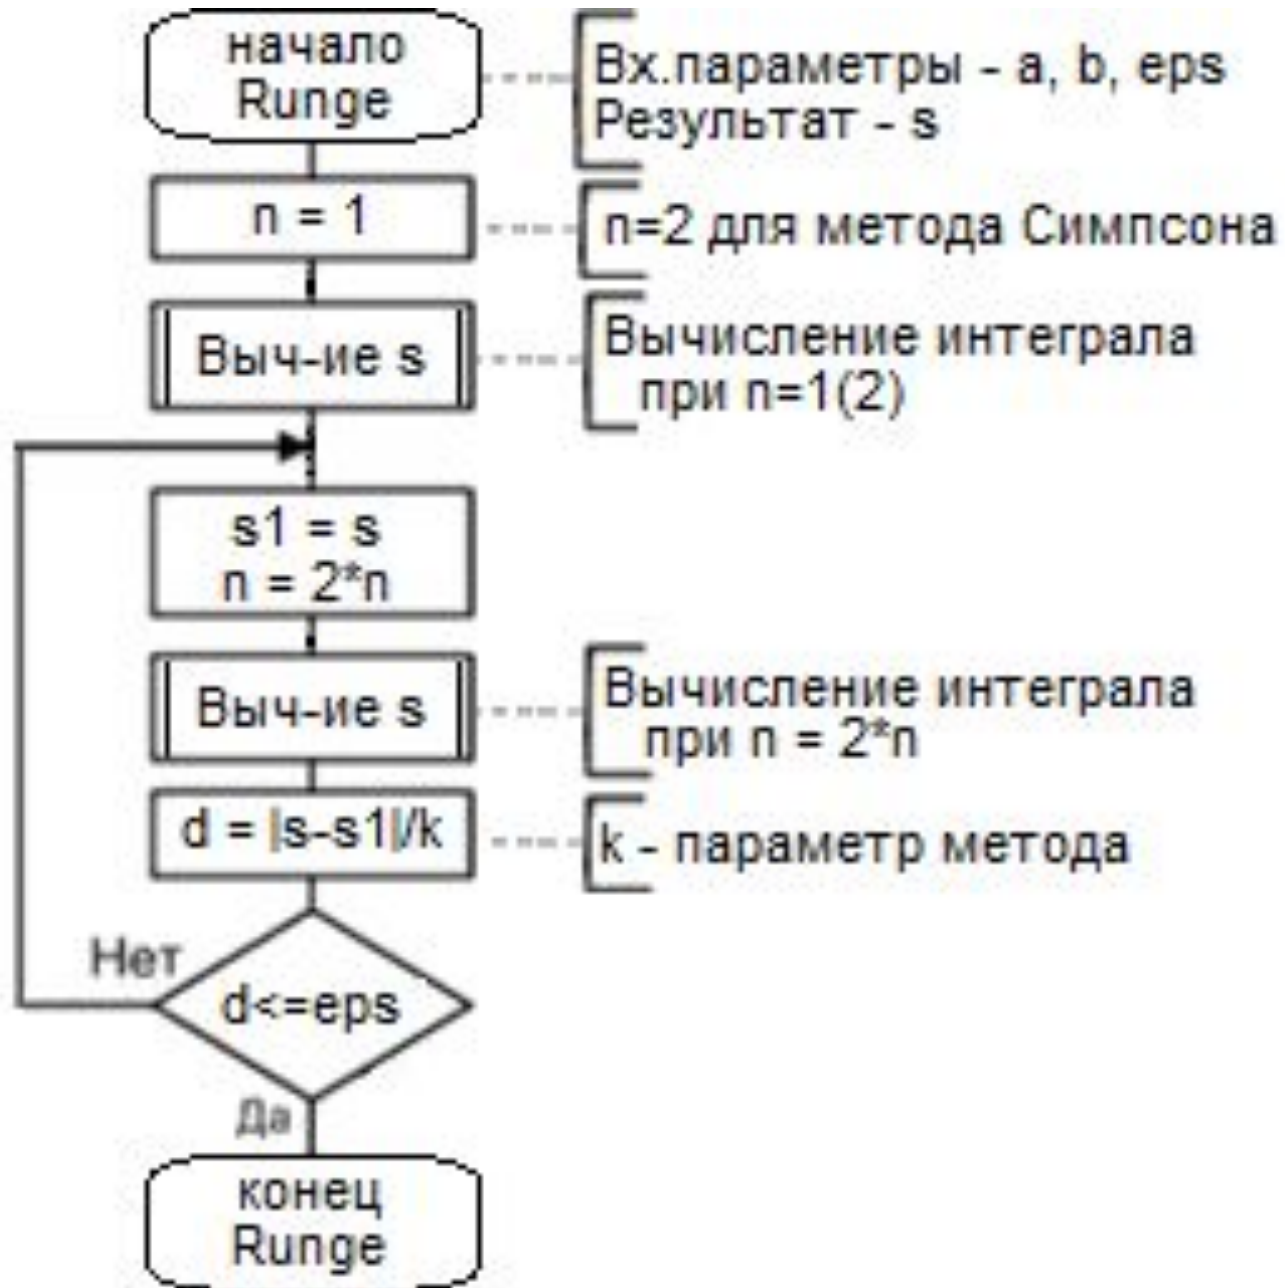 начало
Runge
Вх.параметры - a, b, eps
Результат - s
n = 1
n=2 для метода Симпсона
Выч-ие s
Вычисление интеграла
при n=1(2)
s1 = s
n = 2*n
Выч-ие s
Вычисление интеграла
при n = 2*n
d = |s-s1|/k
k - параметр метода
Нет
d<=eps
Да
конец
Runge